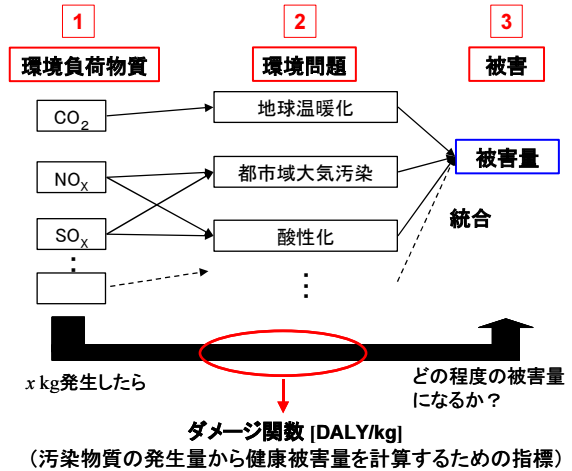 1 2 3
環境負荷物質 環境問題 被害
CO2 地球温暖化
NOX 都市域大気汚染 被害量
SOX 酸性化 統合
x kg発生したら どの程度の被害量
になるか？
ダメージ関数 [DALY/kg]
（汚染物質の発生量から健康被害量を計算するための指標）